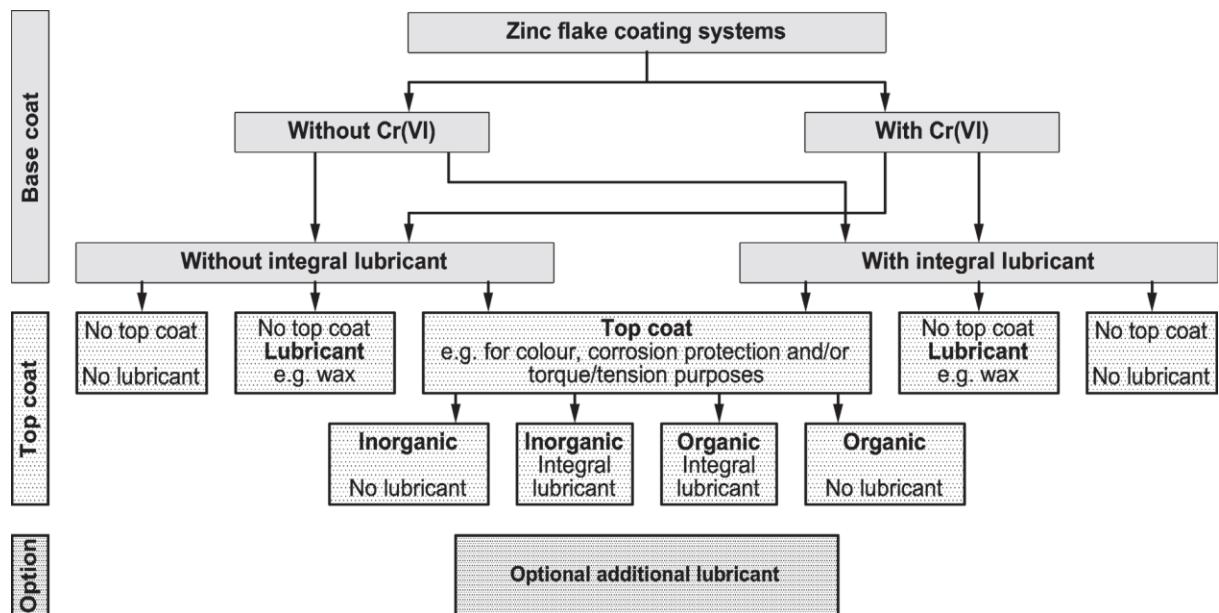 Zinc flake coating systems
Base coat
Without Cr(VI)
With Cr(VI)
Without integral lubricant
With integral lubricant
Top coat
No top coat
No lubricant
No top coat
Lubricant
e.g. wax
Top coat
e.g. for colour, corrosion protection and/or
torque/tension purposes
No top coat
Lubricant
e.g. wax
No top coat
No lubricant
Inorganic
No lubricant
Inorganic
Integral
lubricant
Organic
Integral
lubricant
Organic
No lubricant
Option
Optional additional lubricant